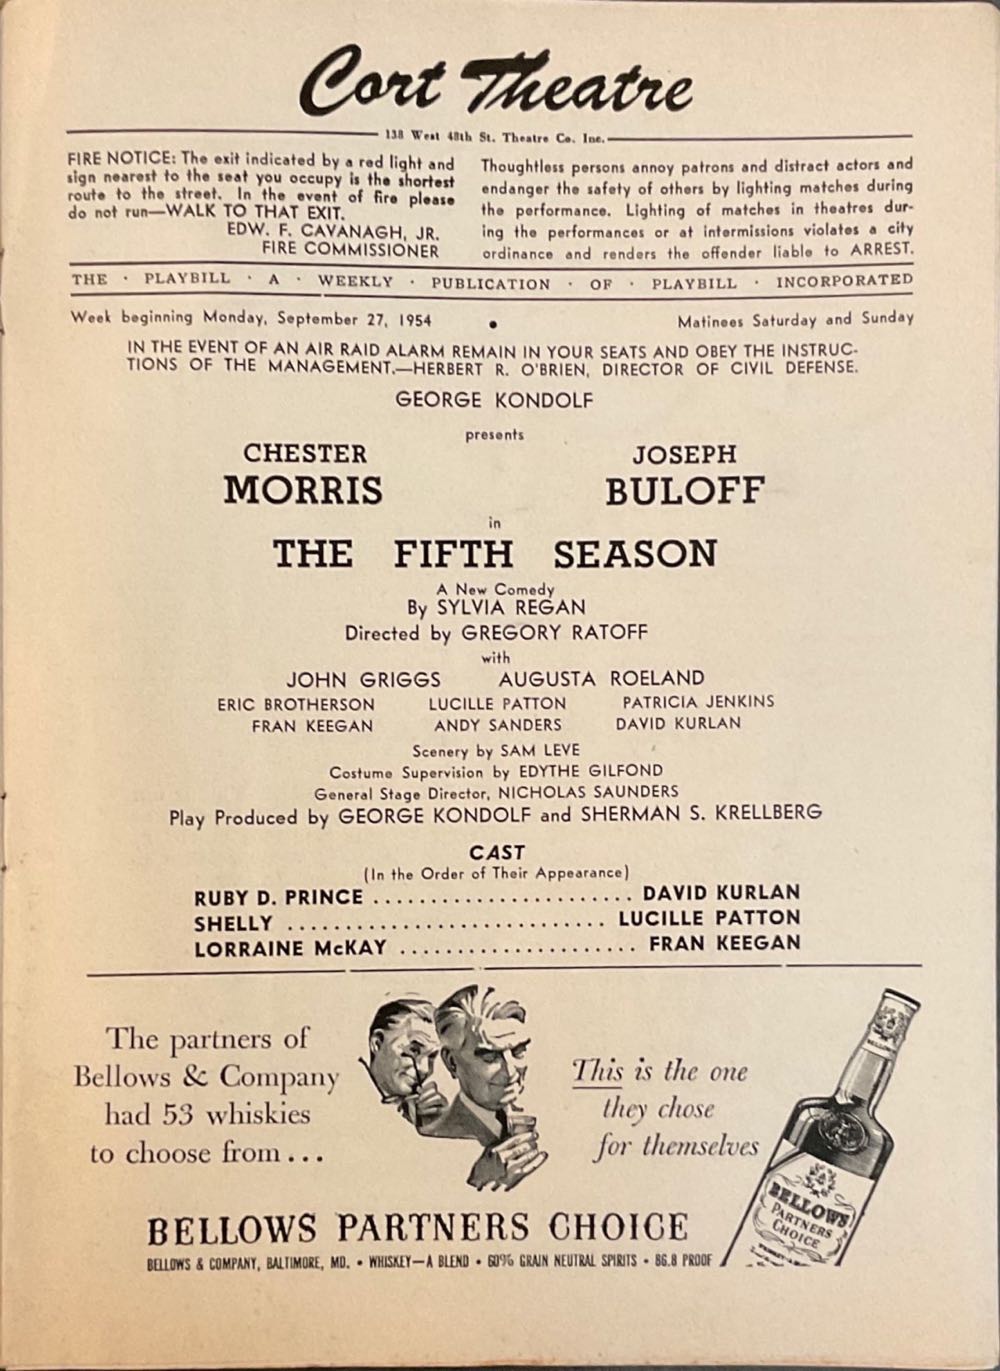 Cort Theatre
138 West 48th St. Theatre Co. Inc.
FIRE NOTICE: The exit indicated by a red light and
sign nearest to the seat you occupy is the shortest
route to the street. In the event of fire please
do not run—WALK TO THAT EXIT.
EDW. F. CAVANAGH, JR.
FIRE COMMISSIONER
Thoughtless persons annoy patrons and distract actors and
endanger the safety of others by lighting matches during
the performance. Lighting of matches in theatres dur-
ing the performances or at intermissions violates a city
ordinance and renders the offender liable to ARREST.
THE · PLAYBILL · A · WEEKLY · PUBLICATION · OF · PLAYBILL · INCORPORATED
Week beginning Monday, September 27, 1954 • Matinees Saturday and Sunday
IN THE EVENT OF AN AIR RAID ALARM REMAIN IN YOUR SEATS AND OBEY THE INSTRUC-
TIONS OF THE MANAGEMENT.—HERBERT R. O'BRIEN, DIRECTOR OF CIVIL DEFENSE.
GEORGE KONDOLF
presents
CHESTER JOSEPH
MORRIS BULOFF
in
THE FIFTH SEASON
A New Comedy
By SYLVIA REGAN
Directed by GREGORY RATOFF
with
JOHN GRIGGS AUGUSTA ROELAND
ERIC BROTHERSON LUCILLE PATTON PATRICIA JENKINS
FRAN KEEGAN ANDY SANDERS DAVID KURLAN
Scenery by SAM LEVE
Costume Supervision by EDYTHE GILFOND
General Stage Director, NICHOLAS SAUNDERS
Play Produced by GEORGE KONDOLF and SHERMAN S. KRELLBERG
CAST
(In the Order of Their Appearance)
RUBY D. PRINCE ........................ DAVID KURLAN
SHELLY ............................. LUCILLE PATTON
LORRAINE McKAY ...................... FRAN KEEGAN
The partners of
Bellows & Company
had 53 whiskies
to choose from...
This is the one
they chose
for themselves
BELLOWS
PARTNERS
CHOICE
BELLOWS PARTNERS CHOICE
BELLOWS & COMPANY, BALTIMORE, MD. • WHISKEY—A BLEND • 60% GRAIN NEUTRAL SPIRITS • 86.8 PROOF